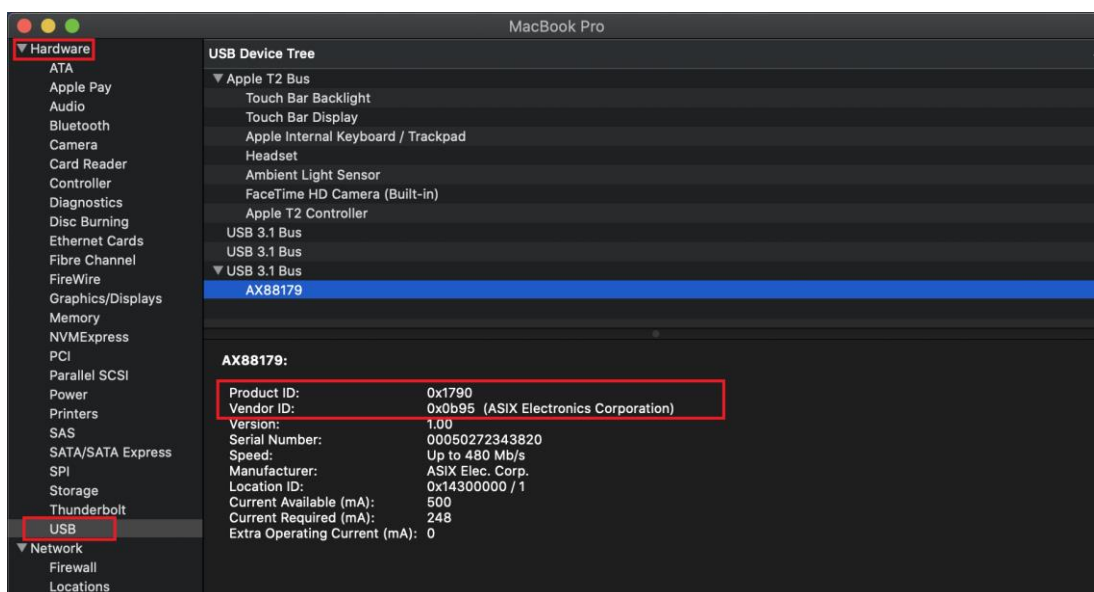 MacBook Pro
Hardware
ATA
Apple Pay
Audio
Bluetooth
Camera
Card Reader
Controller
Diagnostics
Disc Burning
Ethernet Cards
Fibre Channel
FireWire
Graphics/Displays
Memory
NVMExpress
PCI
Parallel SCSI
Power
Printers
SAS
SATA/SATA Express
SPI
Storage
Thunderbolt
USB
Network
Firewall
Locations
USB Device Tree
Apple T2 Bus
Touch Bar Backlight
Touch Bar Display
Apple Internal Keyboard / Trackpad
Headset
Ambient Light Sensor
FaceTime HD Camera (Built-in)
Apple T2 Controller
USB 3.1 Bus
USB 3.1 Bus
USB 3.1 Bus
AX88179
AX88179:
Product ID: 0x1790
Vendor ID: 0x0b95 (ASIX Electronics Corporation)
Version: 1.00
Serial Number: 00050272343820
Speed: Up to 480 Mb/s
Manufacturer: ASIX Elec. Corp.
Location ID: 0x14300000 / 1
Current Available (mA): 500
Current Required (mA): 248
Extra Operating Current (mA): 0